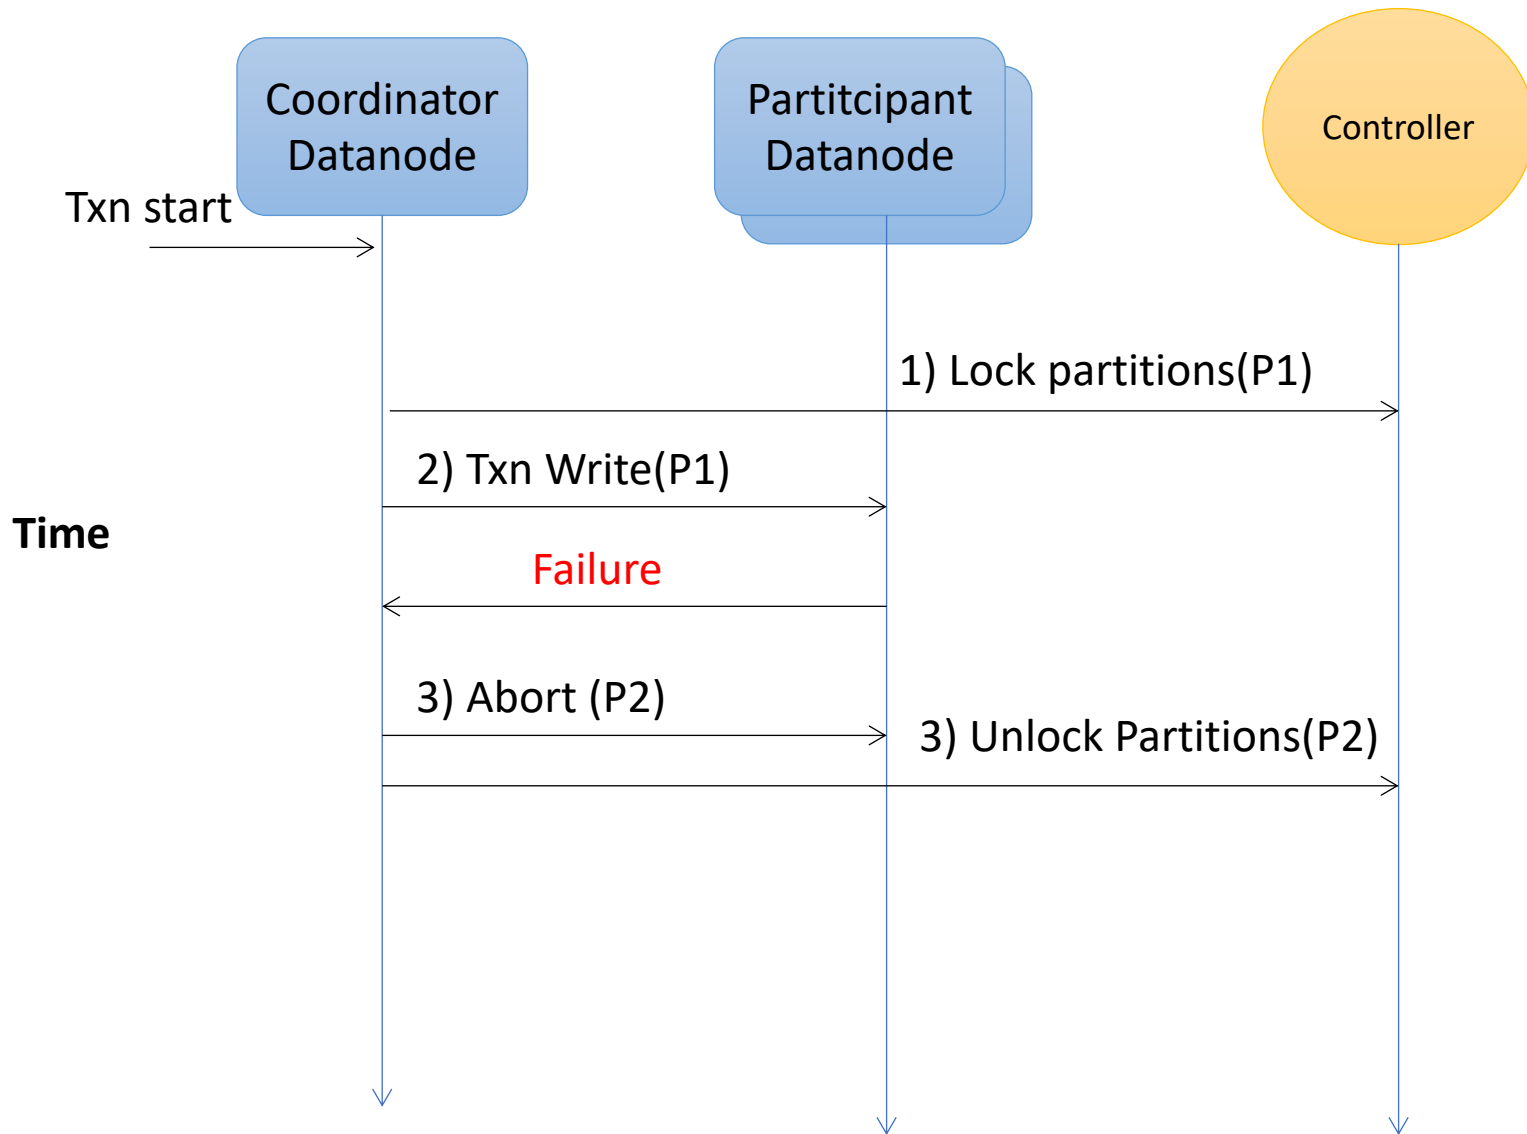 Coordinator
Datanode
Partitcipant
Datanode
Controller
Txn start
1) Lock partitions(P1)
2) Txn Write(P1)
Time
Failure
3) Abort (P2)
3) Unlock Partitions(P2)